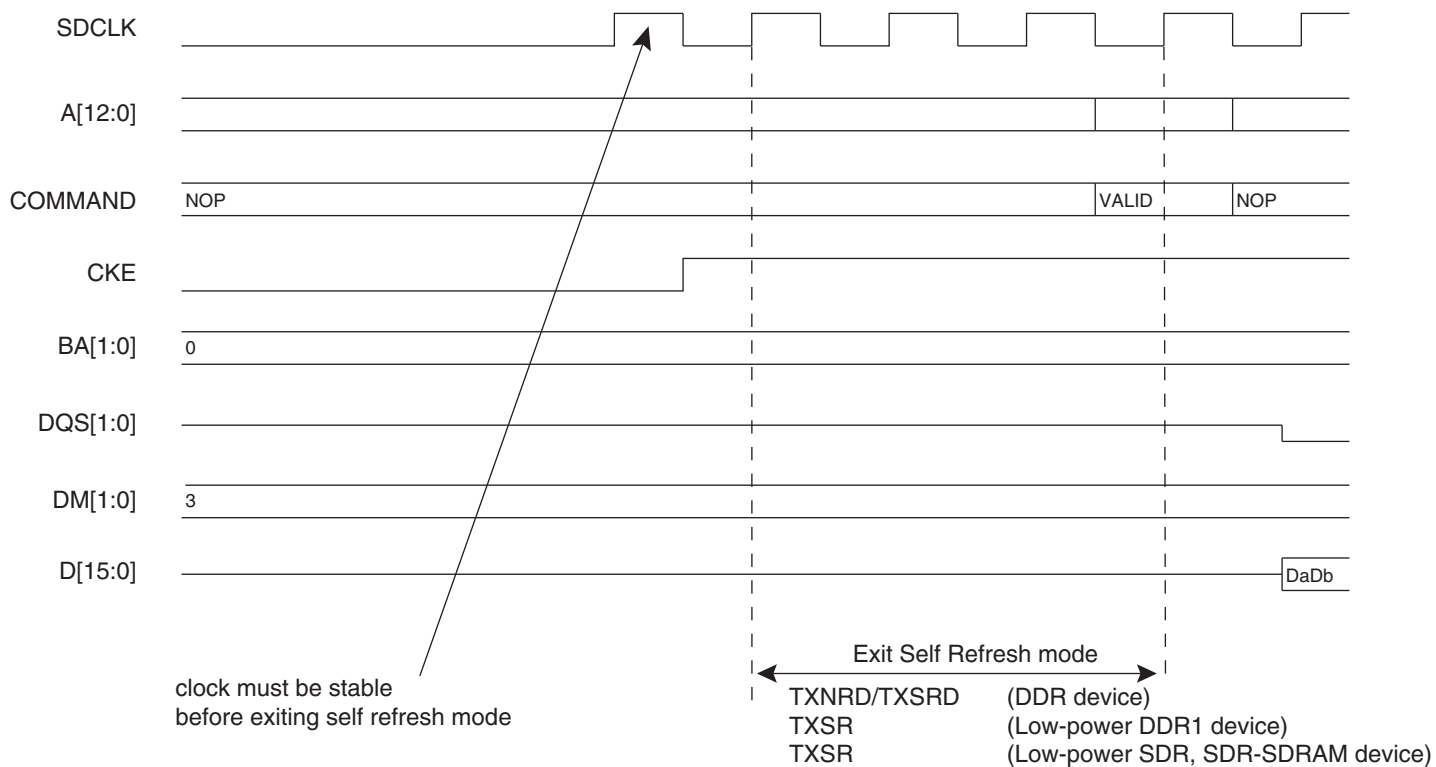 SDCLK
A[12:0]
COMMAND NOP VALID NOP
CKE
BA[1:0] 0
DQS[1:0]
DM[1:0] 3
D[15:0] DaDb
Exit Self Refresh mode
clock must be stable
before exiting self refresh mode
TXNRD/TXSRD (DDR device)
TXSR (Low-power DDR1 device)
TXSR (Low-power SDR, SDR-SDRAM device)